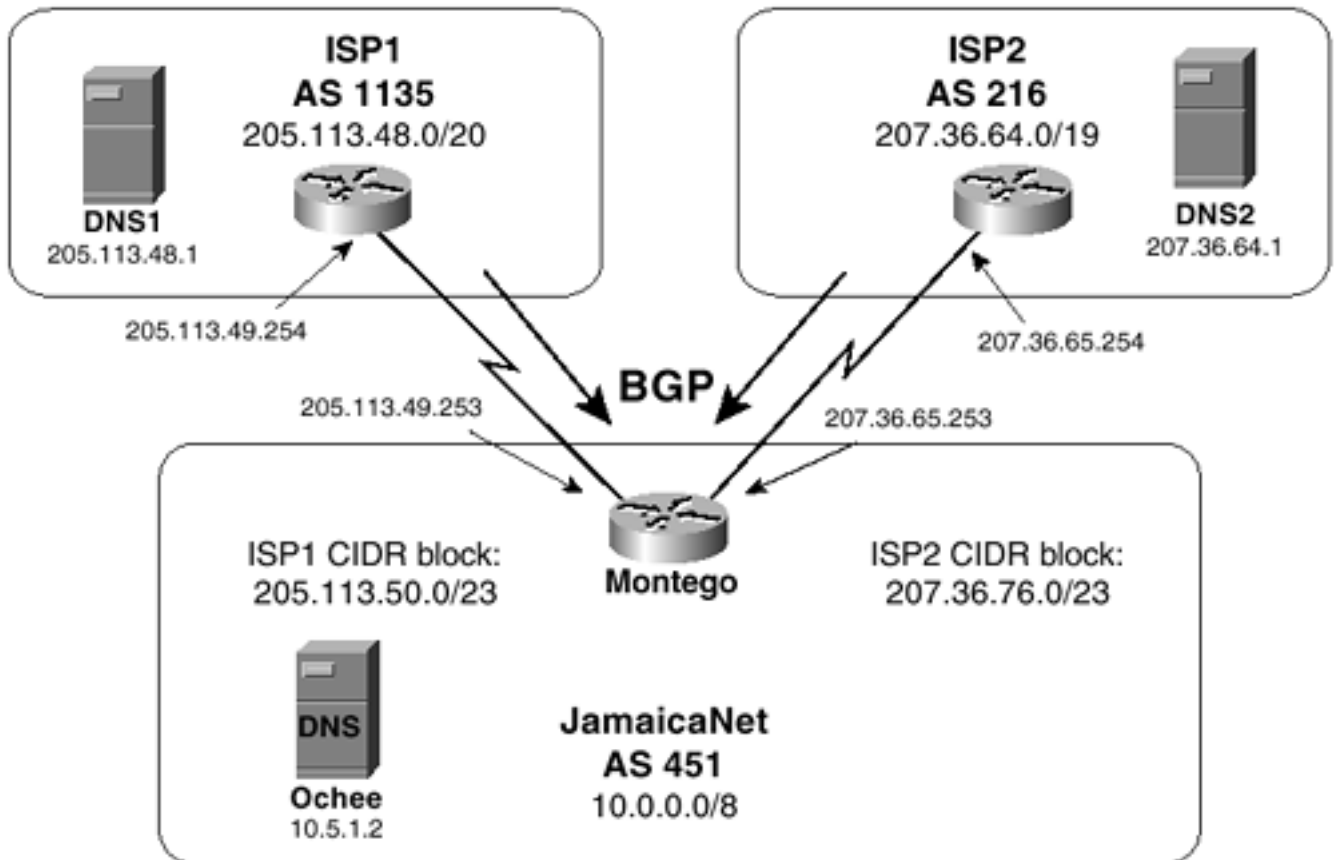 ISP1
AS 1135
205.113.48.0/20
DNS1
205.113.48.1
205.113.49.254
ISP2
AS 216
207.36.64.0/19
DNS2
207.36.64.1
207.36.65.254
BGP
205.113.49.253
207.36.65.253
Montego
ISP1 CIDR block:
205.113.50.0/23
ISP2 CIDR block:
207.36.76.0/23
DNS
Ochee
10.5.1.2
JamaicaNet
AS 451
10.0.0.0/8